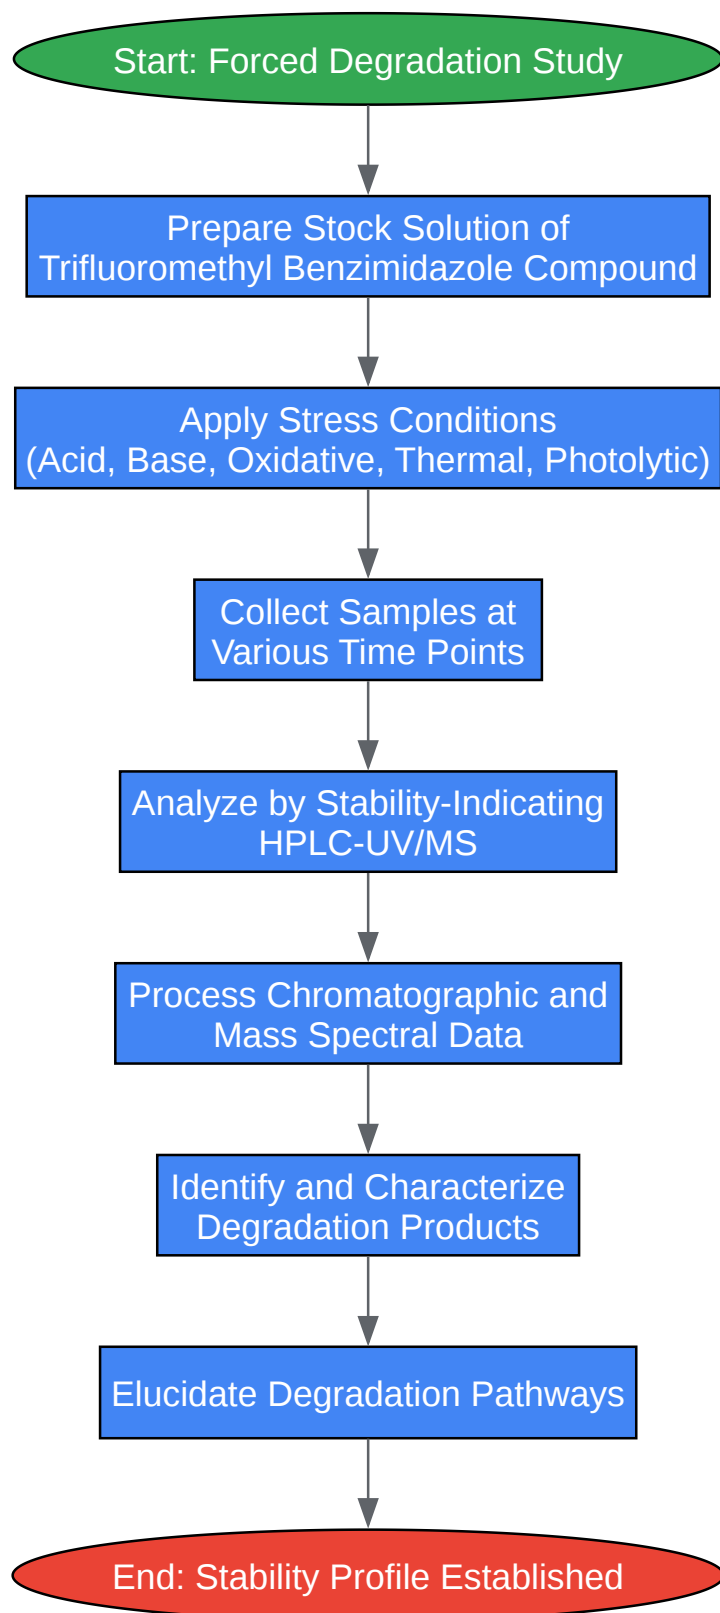 Start: Forced Degradation Study
Prepare Stock Solution of
Trifluoromethyl Benzimidazole Compound
Apply Stress Conditions
(Acid, Base, Oxidative, Thermal, Photolytic)
Collect Samples at
Various Time Points
Analyze by Stability-Indicating
HPLC-UV/MS
Process Chromatographic and
Mass Spectral Data
Identify and Characterize
Degradation Products
Elucidate Degradation Pathways
End: Stability Profile Established